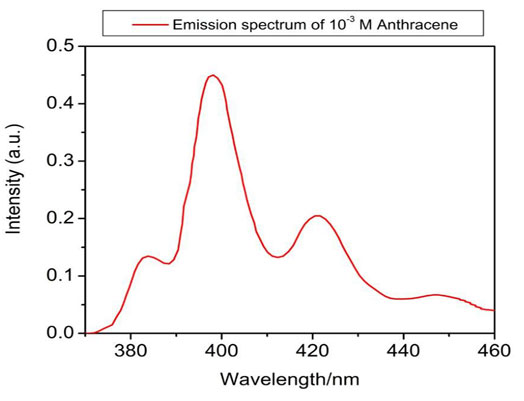 Emission spectrum of 10⁻³ M Anthracene
0.5
0.4
0.3
0.2
0.1
0.0
Intensity (a.u.)
380 400 420 440 460
Wavelength/nm